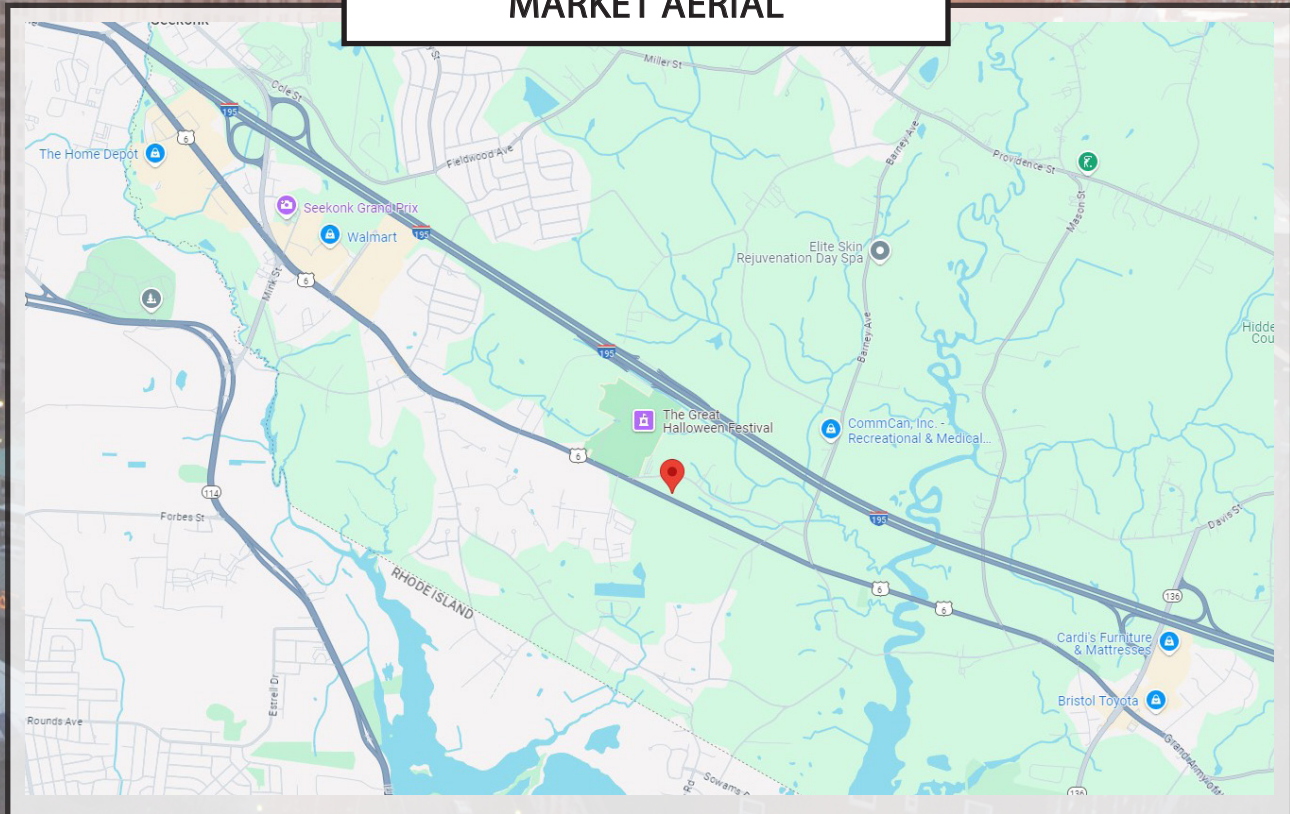 MARKET AERIAL
Seekonk
Miller St
Cole St
195
6
The Home Depot
Fieldwood Ave
Barney Ave
Providence St
Mason St
Seekonk Grand Prix
Walmart
195
Elite Skin
Rejuvenation Day Spa
Mink St
6
Barney Ave
Hidde
Cou
195
The Great
Halloween Festival
CommCan, Inc. -
Recreational & Medical...
6
114
Forbes St
195
Davis St
RHODE ISLAND
6
6
136
Cardi's Furniture
& Mattresses
Estrell Dr
Bristol Toyota
Rounds Ave
Rd
Sowams
136